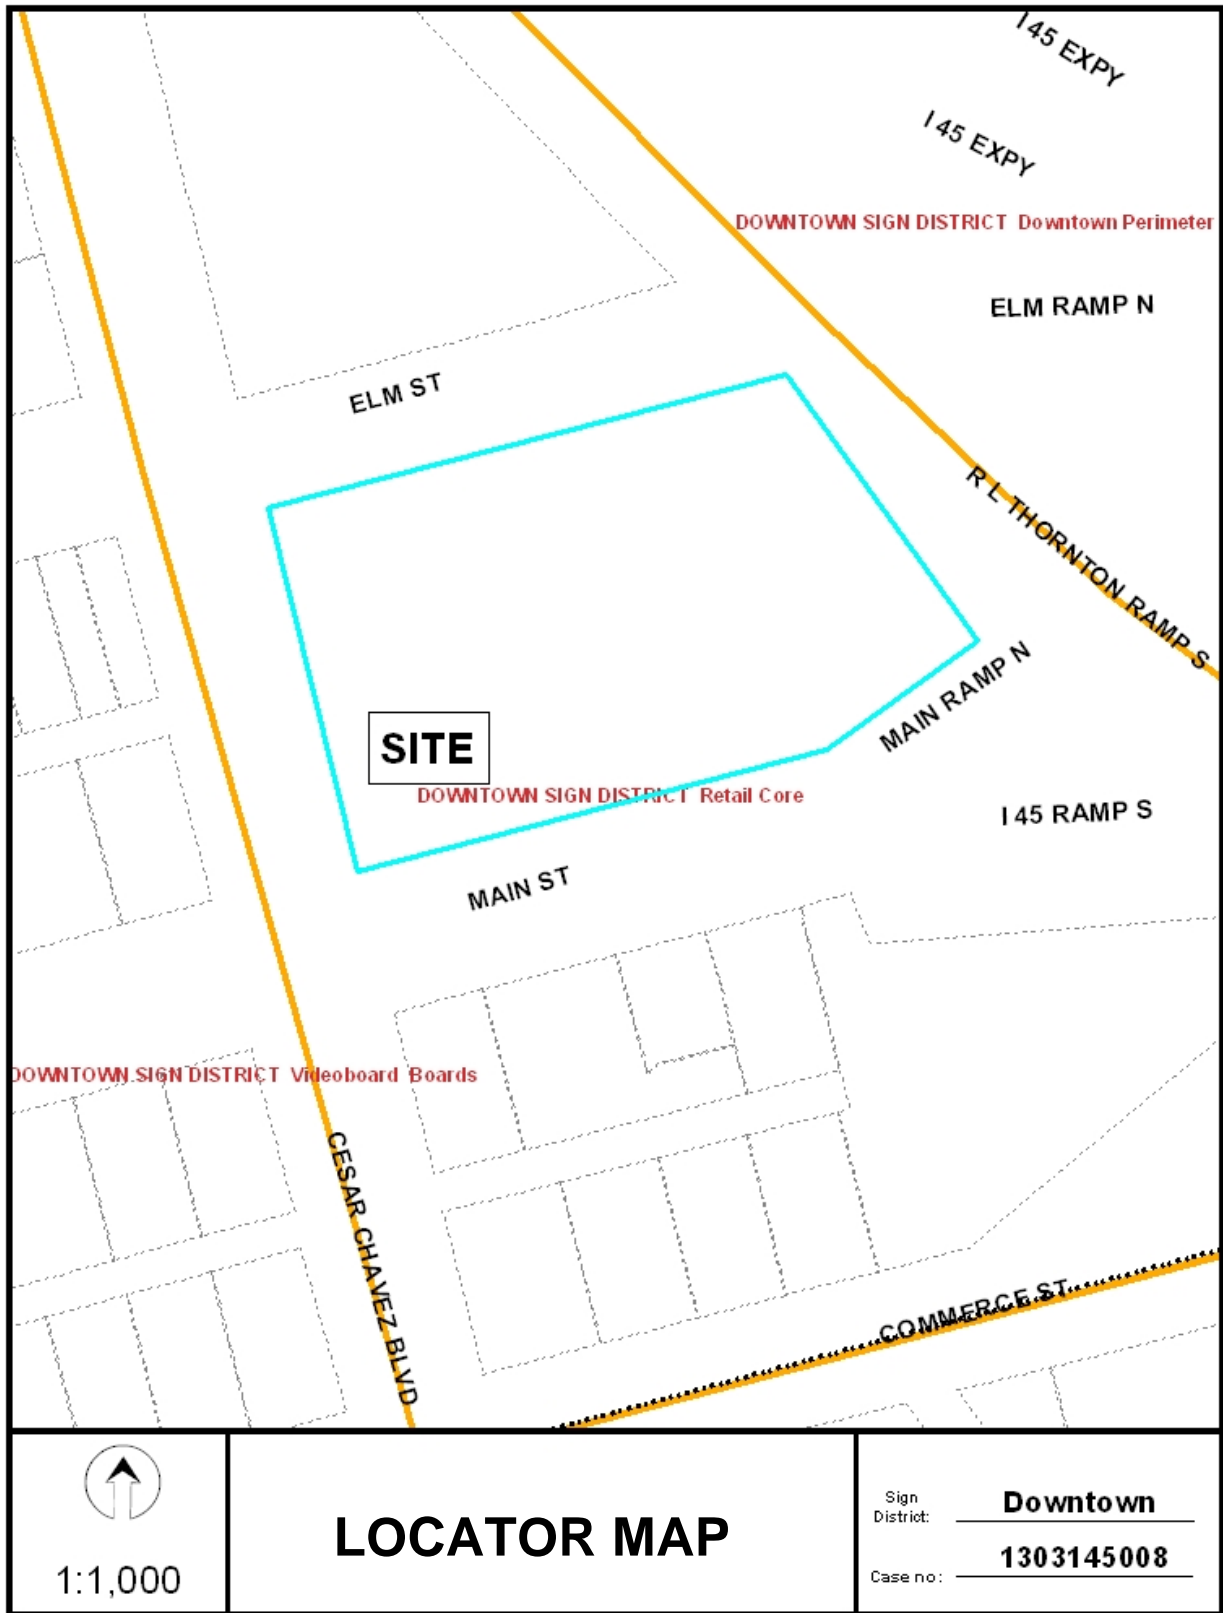 I 45 EXPY
I 45 EXPY
DOWNTOWN SIGN DISTRICT Downtown Perimeter
ELM RAMP N
ELM ST
R L THORNTON RAMP S
MAIN RAMP N
SITE
DOWNTOWN SIGN DISTRICT Retail Core
I 45 RAMP S
MAIN ST
DOWNTOWN SIGN DISTRICT Videoboard Boards
CESAR CHAVEZ BLVD
COMMERCE ST
1:1,000
LOCATOR MAP
Sign District: Downtown
Case no: 1303145008